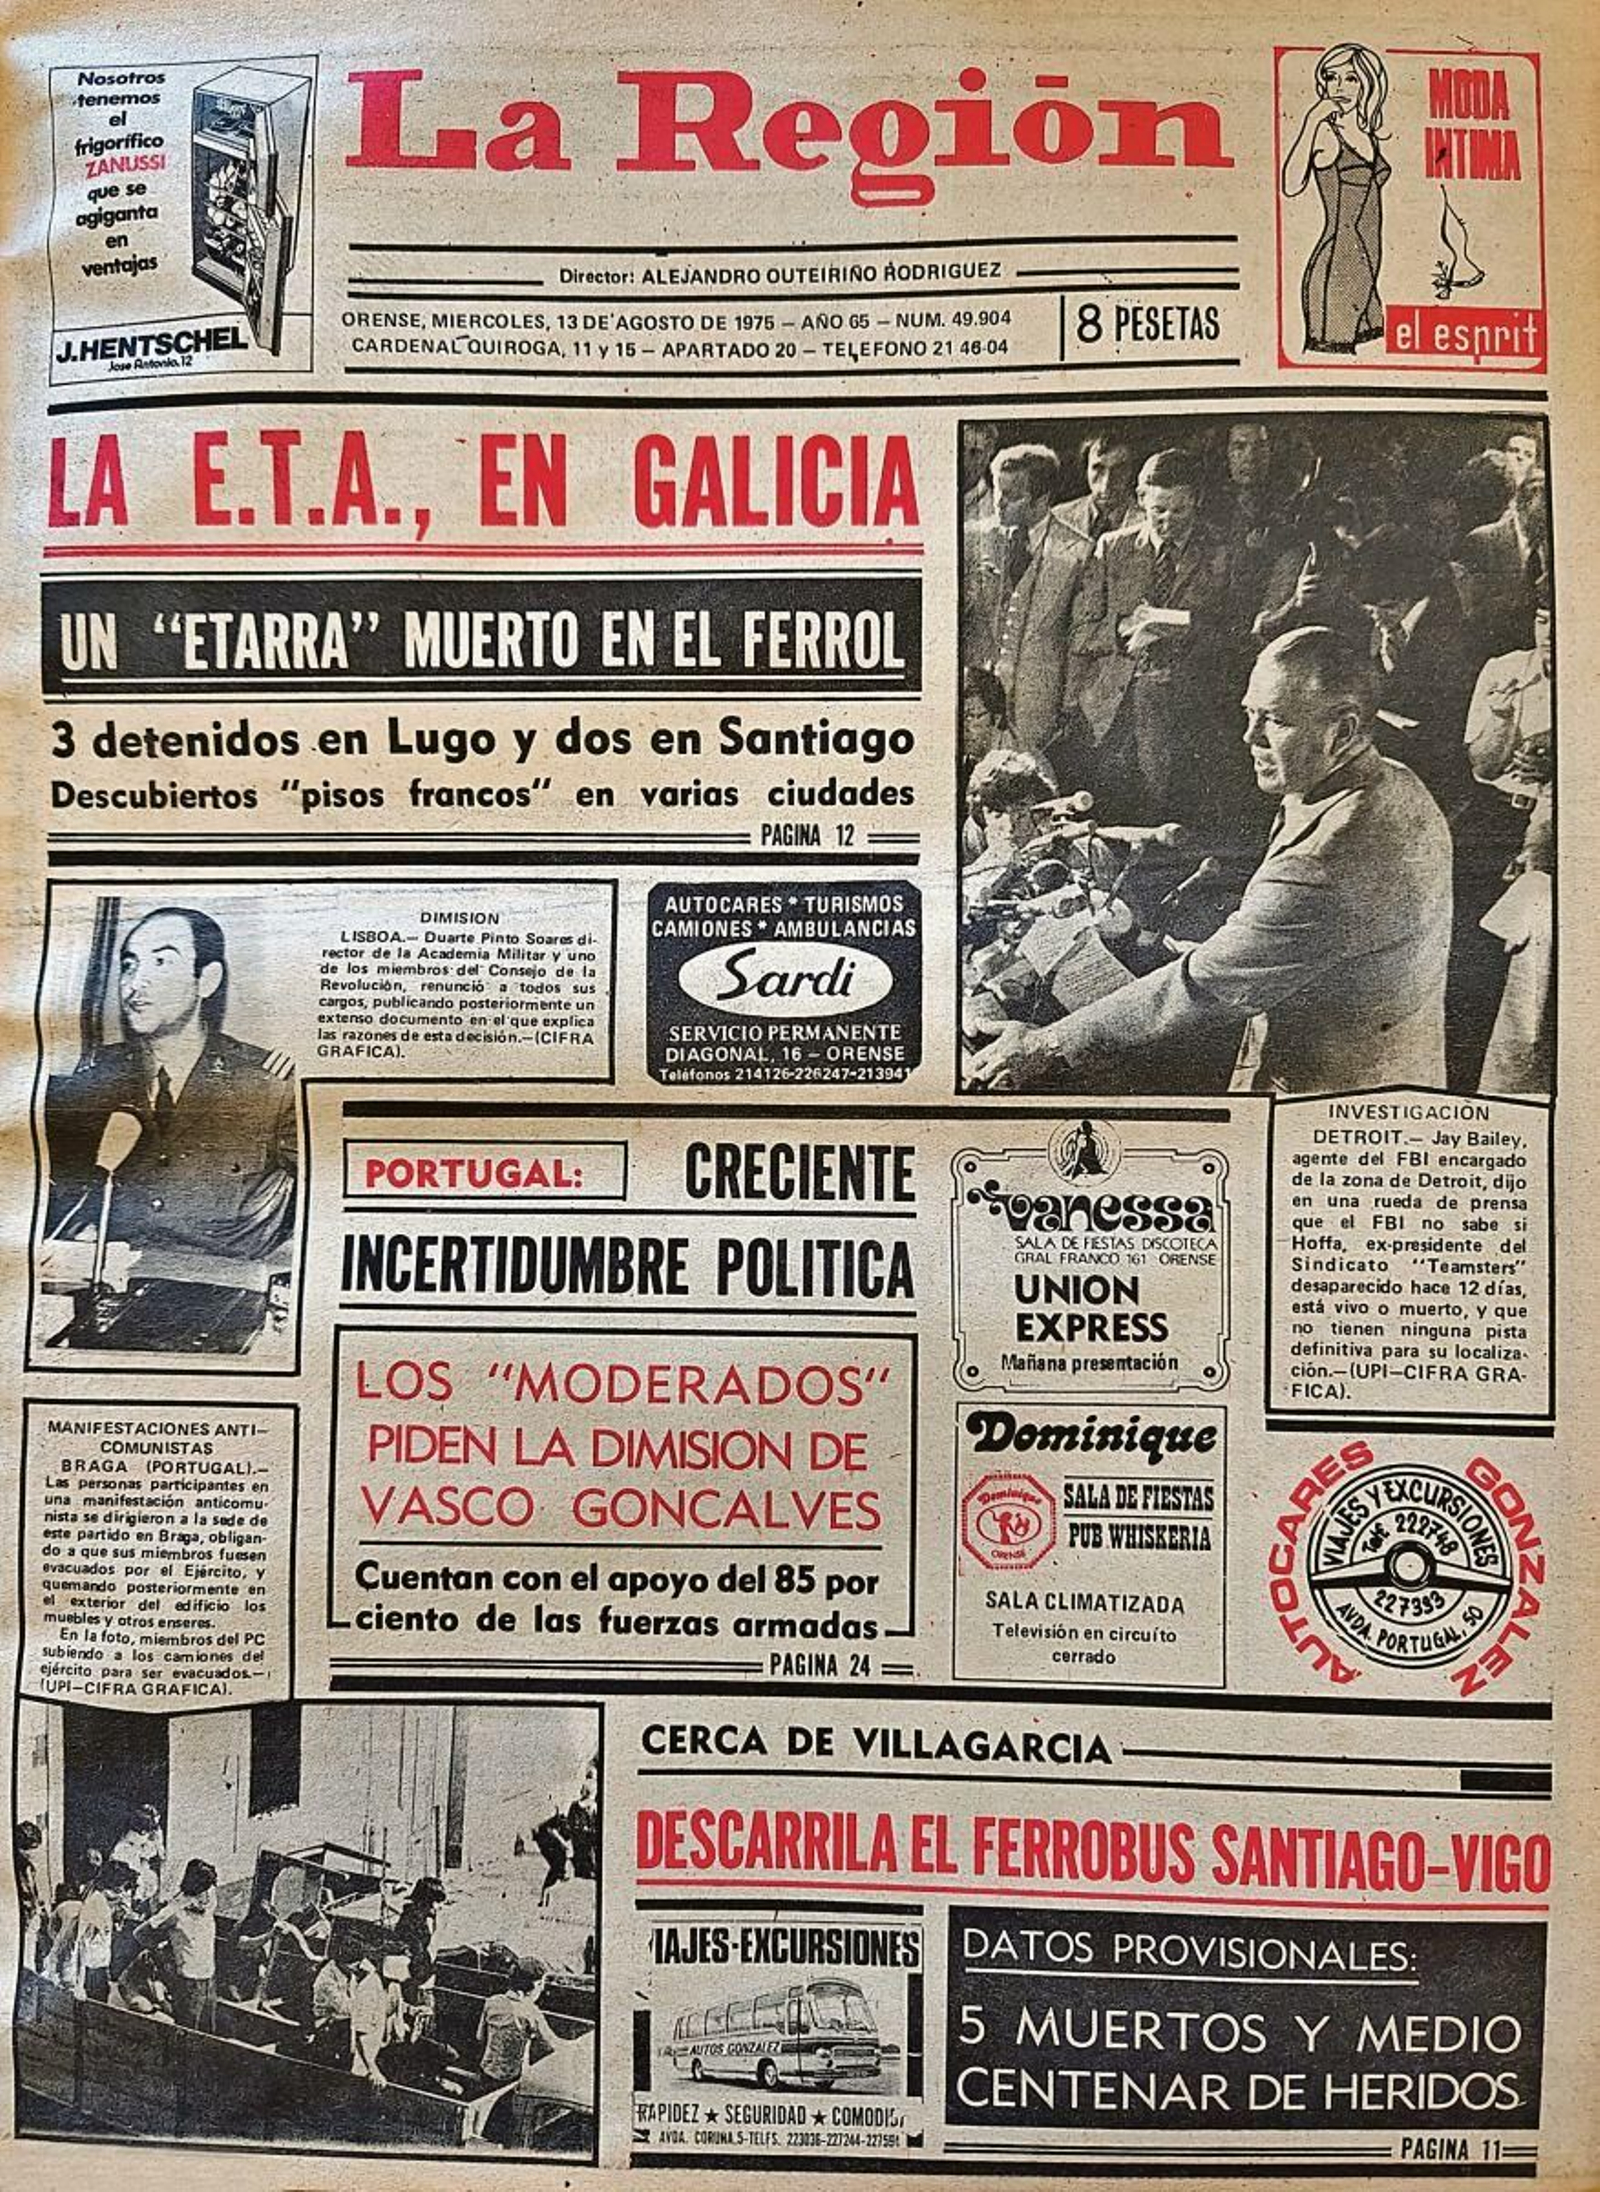 Nosotros
tenemos
el
frigorífico
ZANUSSI
que se
agiganta
en
ventajas
J.HENTSCHEL
Jose Antonio,12
La Región
Director: ALEJANDRO OUTEIRIÑO RODRIGUEZ
ORENSE, MIERCOLES, 13 DE AGOSTO DE 1975 – AÑO 65 – NUM. 49.904
CARDENAL QUIROGA, 11 y 15 – APARTADO 20 – TELEFONO 21 46-04
8 PESETAS
MODA
INTIMA
el esprit
LA E.T.A., EN GALICIA
UN “ETARRA” MUERTO EN EL FERROL
3 detenidos en Lugo y dos en Santiago
Descubiertos “pisos francos” en varias ciudades
PAGINA 12
DIMISION
LISBOA.– Duarte Pinto Soares di-
rector de la Academia Militar y uno
de los miembros del Consejo de la
Revolución, renunció a todos sus
cargos, publicando posteriormente un
extenso documento en el que explica
las razones de esta decisión.–(CIFRA
GRAFICA).
AUTOCARES * TURISMOS
CAMIONES * AMBULANCIAS
Sardi
SERVICIO PERMANENTE
DIAGONAL, 16 – ORENSE
Teléfonos 214126-226247-213941
INVESTIGACIÓN
DETROIT.– Jay Bailey,
agente del FBI encargado
de la zona de Detroit, dijo
en una rueda de prensa
que el FBI no sabe si
Hoffa, ex-presidente del
Sindicato “Teamsters”
desaparecido hace 12 días,
está vivo o muerto, y que
no tienen ninguna pista
definitiva para su localiza-
ción.–(UPI–CIFRA GRA-
FICA).
PORTUGAL: CRECIENTE
INCERTIDUMBRE POLITICA
LOS “MODERADOS”
PIDEN LA DIMISION DE
VASCO GONCALVES
Cuentan con el apoyo del 85 por
ciento de las fuerzas armadas
PAGINA 24
vanessa
SALA DE FIESTAS DISCOTECA
GRAL FRANCO 161 ORENSE
UNION
EXPRESS
Mañana presentación
Dominique
Dominique
ORENSE
SALA DE FIESTAS
PUB WHISKERIA
SALA CLIMATIZADA
Televisión en circuíto
cerrado
AUTOCARES GONZALEZ
VIAJES Y EXCURSIONES
Telf. 222748
227393
AVDA. PORTUGAL, 50
MANIFESTACIONES ANTI–
COMUNISTAS
BRAGA (PORTUGAL).–
Las personas participantes en
una manifestación anticomu-
nista se dirigieron a la sede de
este partido en Braga, obligan-
do a que sus miembros fuesen
evacuados por el Ejército, y
quemando posteriormente en
el exterior del edificio los
muebles y otros enseres.
En la foto, miembros del PC
subiendo a los camiones del
ejército para ser evacuados.–
(UPI–CIFRA GRAFICA).
CERCA DE VILLAGARCIA
DESCARRILA EL FERROBUS SANTIAGO–VIGO
IAJES-EXCURSIONES
AUTOS GONZALEZ
RAPIDEZ ★ SEGURIDAD ★ COMODI
AVDA. CORUÑA,5-TELFS. 223036-227244-227591
DATOS PROVISIONALES:
5 MUERTOS Y MEDIO
CENTENAR DE HERIDOS
PAGINA 11